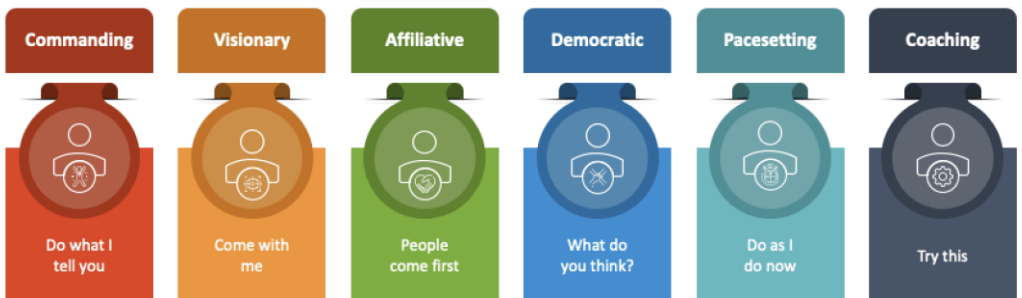 Commanding
Visionary
Affiliative
Democratic
Pacesetting
Coaching
Do what I
tell you
Come with
me
People
come first
What do
you think?
Do as I
do now
Try this